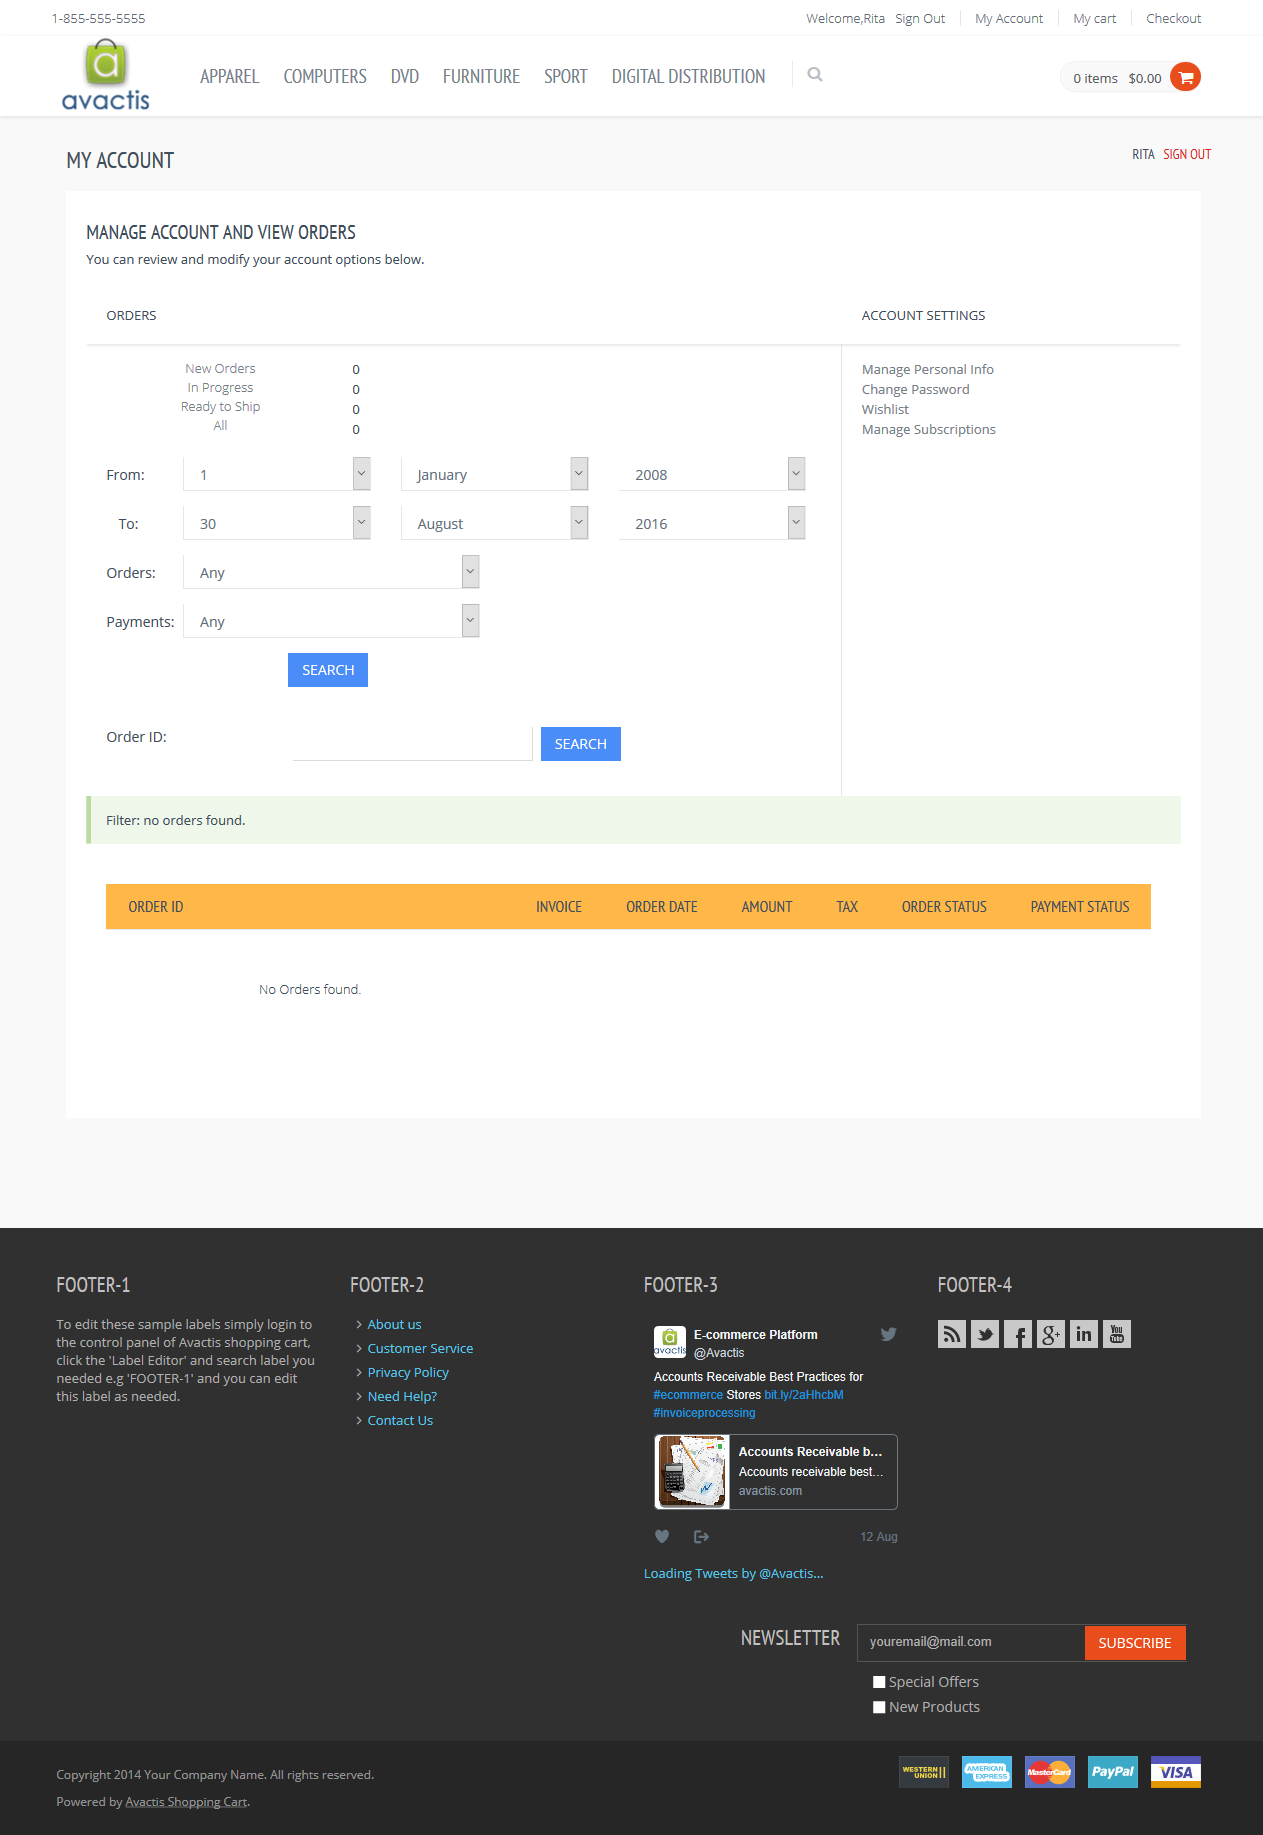 1-855-555-5555
Welcome,Rita Sign Out My Account My cart Checkout
avactis
APPAREL COMPUTERS DVD FURNITURE SPORT DIGITAL DISTRIBUTION
0 items $0.00
MY ACCOUNT
RITA SIGN OUT
MANAGE ACCOUNT AND VIEW ORDERS
You can review and modify your account options below.
ORDERS
ACCOUNT SETTINGS
New Orders 0
In Progress 0
Ready to Ship 0
All 0
Manage Personal Info
Change Password
Wishlist
Manage Subscriptions
From: 1 January 2008
To: 30 August 2016
Orders: Any
Payments: Any
SEARCH
Order ID: SEARCH
Filter: no orders found.
ORDER ID INVOICE ORDER DATE AMOUNT TAX ORDER STATUS PAYMENT STATUS
No Orders found.
FOOTER-1
To edit these sample labels simply login to
the control panel of Avactis shopping cart,
click the 'Label Editor' and search label you
needed e.g 'FOOTER-1' and you can edit
this label as needed.
FOOTER-2
About us
Customer Service
Privacy Policy
Need Help?
Contact Us
FOOTER-3
avactis
E-commerce Platform
@Avactis
Accounts Receivable Best Practices for
#ecommerce Stores bit.ly/2aHhcbM
#invoiceprocessing
Accounts Receivable b...
Accounts receivable best...
avactis.com
12 Aug
Loading Tweets by @Avactis...
FOOTER-4
g+ in You Tube
NEWSLETTER youremail@mail.com SUBSCRIBE
Special Offers
New Products
Copyright 2014 Your Company Name. All rights reserved.
Powered by Avactis Shopping Cart.
WESTERN UNION AMERICAN EXPRESS MasterCard PayPal VISA